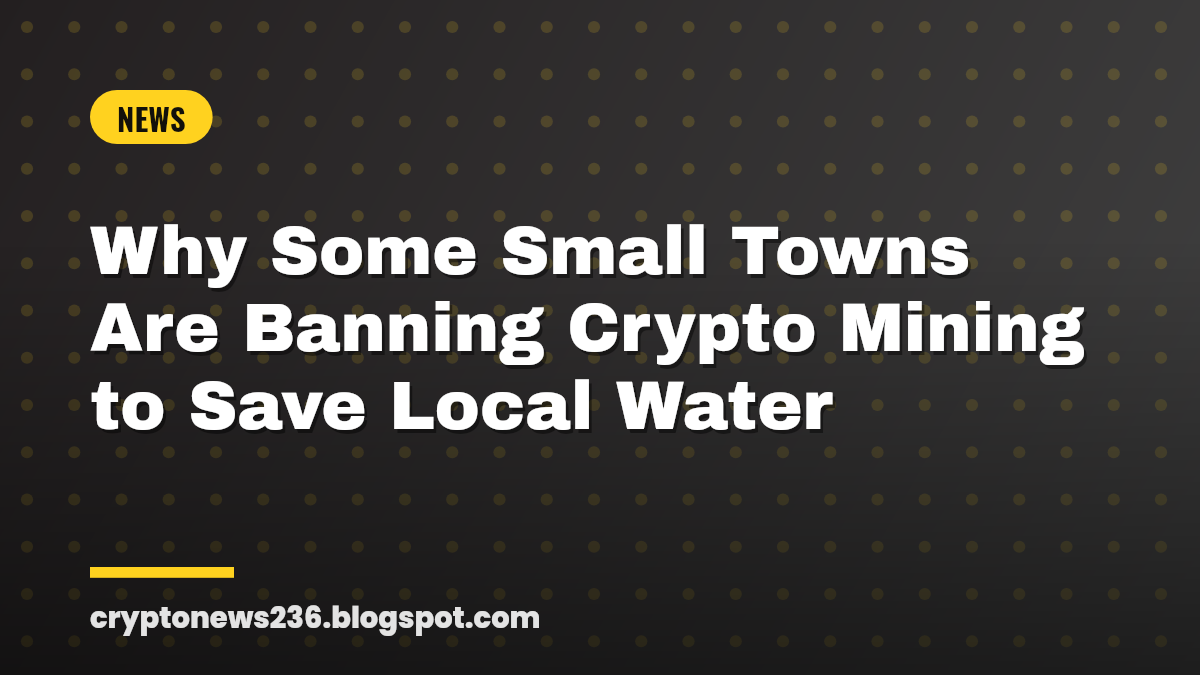 NEWS
Why Some Small Towns
Are Banning Crypto Mining
to Save Local Water
cryptonews236.blogspot.com